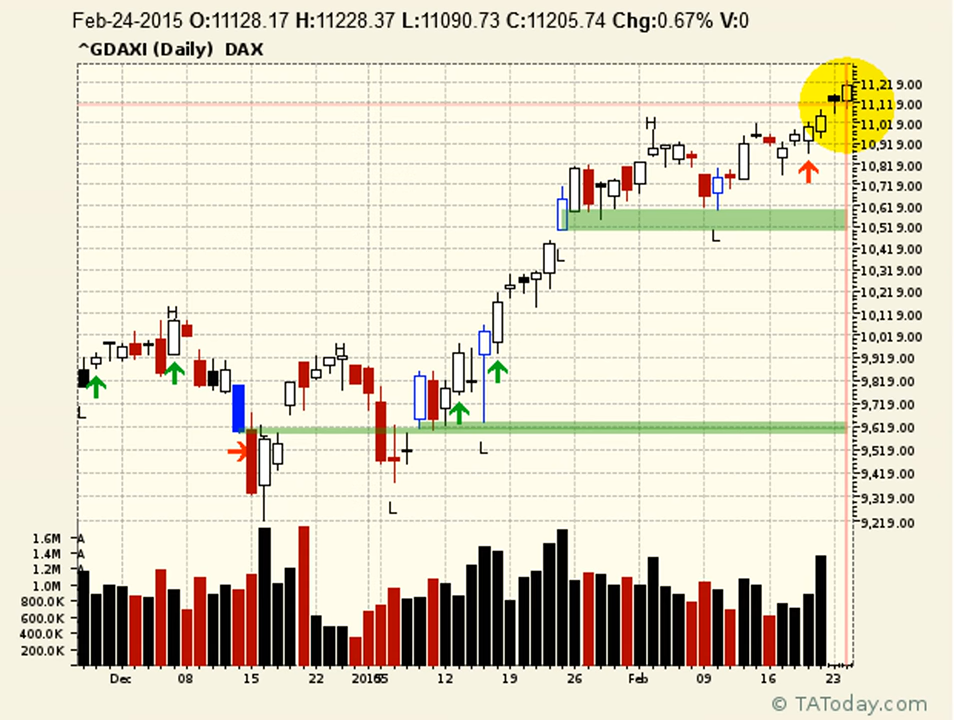 Feb-24-2015 O:11128.17 H:11228.37 L:11090.73 C:11205.74 Chg:0.67% V:0
^GDAXI (Daily) DAX
11,219.00
11,119.00
11,019.00
10,919.00
10,819.00
10,719.00
10,619.00
10,519.00
10,419.00
10,319.00
10,219.00
10,119.00
10,019.00
9,919.00
9,819.00
9,719.00
9,619.00
9,519.00
9,419.00
9,319.00
9,219.00
H
H
H
L
L
L
L
L
1.6M A
1.4M A
1.2M A
1.0M
800.0K
600.0K
400.0K
200.0K
Dec 08 15 22 12 19 26 Feb 09 16 23
© TAToday.com